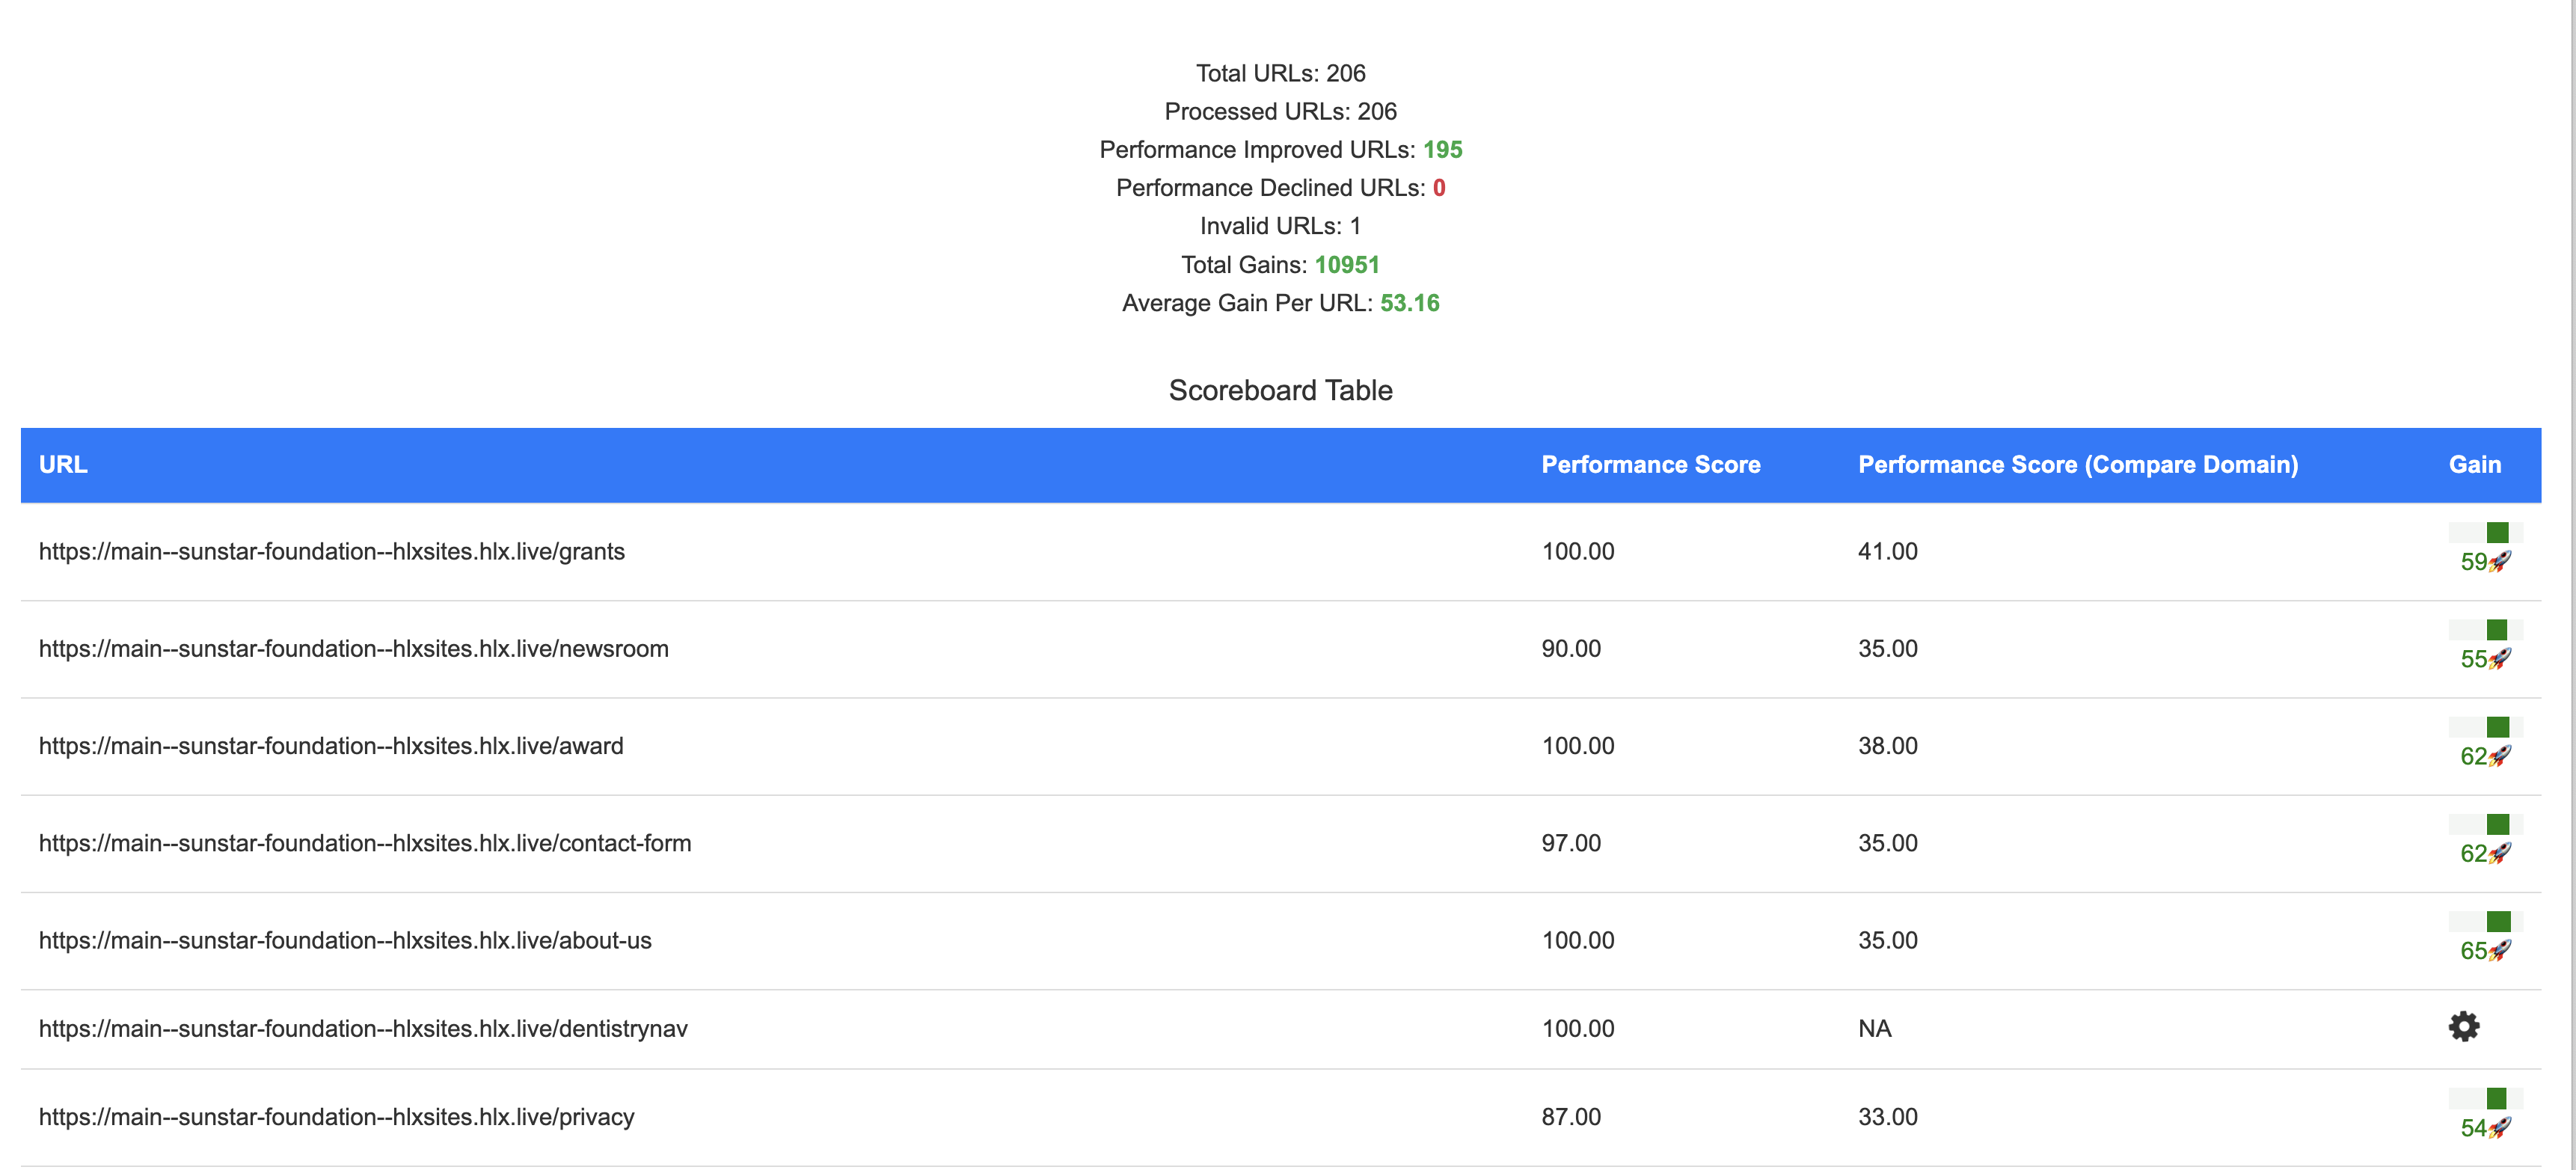 Total URLs: 206
Processed URLs: 206
Performance Improved URLs: 195
Performance Declined URLs: 0
Invalid URLs: 1
Total Gains: 10951
Average Gain Per URL: 53.16
Scoreboard Table
URL Performance Score Performance Score (Compare Domain) Gain
https://main--sunstar-foundation--hlxsites.hlx.live/grants 100.00 41.00 59🚀
https://main--sunstar-foundation--hlxsites.hlx.live/newsroom 90.00 35.00 55🚀
https://main--sunstar-foundation--hlxsites.hlx.live/award 100.00 38.00 62🚀
https://main--sunstar-foundation--hlxsites.hlx.live/contact-form 97.00 35.00 62🚀
https://main--sunstar-foundation--hlxsites.hlx.live/about-us 100.00 35.00 65🚀
https://main--sunstar-foundation--hlxsites.hlx.live/dentistrynav 100.00 NA
https://main--sunstar-foundation--hlxsites.hlx.live/privacy 87.00 33.00 54🚀